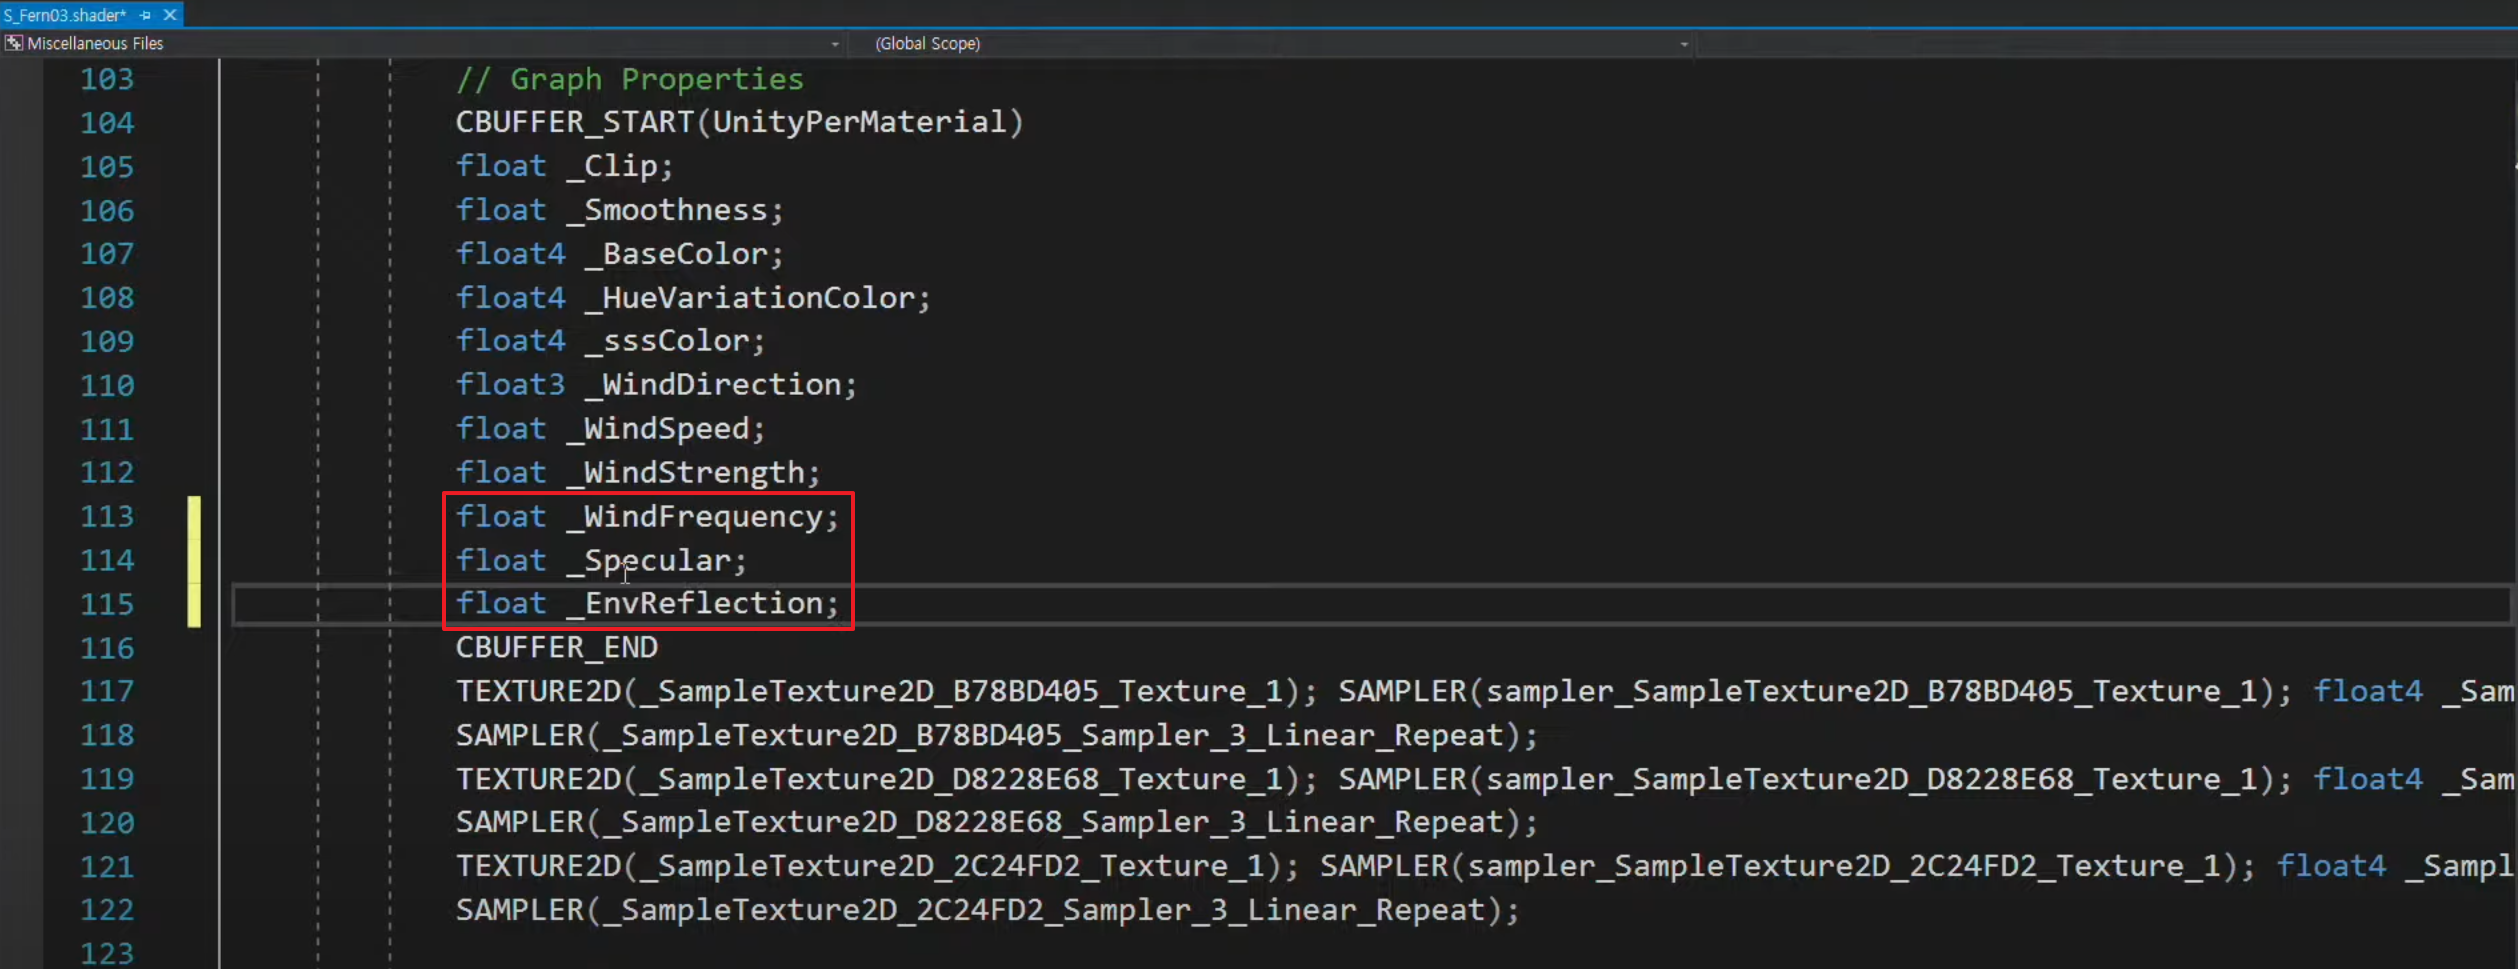 S_Fern03.shader*
Miscellaneous Files
(Global Scope)
103 // Graph Properties
104 CBUFFER_START(UnityPerMaterial)
105 float _Clip;
106 float _Smoothness;
107 float4 _BaseColor;
108 float4 _HueVariationColor;
109 float4 _sssColor;
110 float3 _WindDirection;
111 float _WindSpeed;
112 float _WindStrength;
113 float _WindFrequency;
114 float _Specular;
115 float _EnvReflection;
116 CBUFFER_END
117 TEXTURE2D(_SampleTexture2D_B78BD405_Texture_1); SAMPLER(sampler_SampleTexture2D_B78BD405_Texture_1); float4 _Sam
118 SAMPLER(_SampleTexture2D_B78BD405_Sampler_3_Linear_Repeat);
119 TEXTURE2D(_SampleTexture2D_D8228E68_Texture_1); SAMPLER(sampler_SampleTexture2D_D8228E68_Texture_1); float4 _Sam
120 SAMPLER(_SampleTexture2D_D8228E68_Sampler_3_Linear_Repeat);
121 TEXTURE2D(_SampleTexture2D_2C24FD2_Texture_1); SAMPLER(sampler_SampleTexture2D_2C24FD2_Texture_1); float4 _Sampl
122 SAMPLER(_SampleTexture2D_2C24FD2_Sampler_3_Linear_Repeat);
123